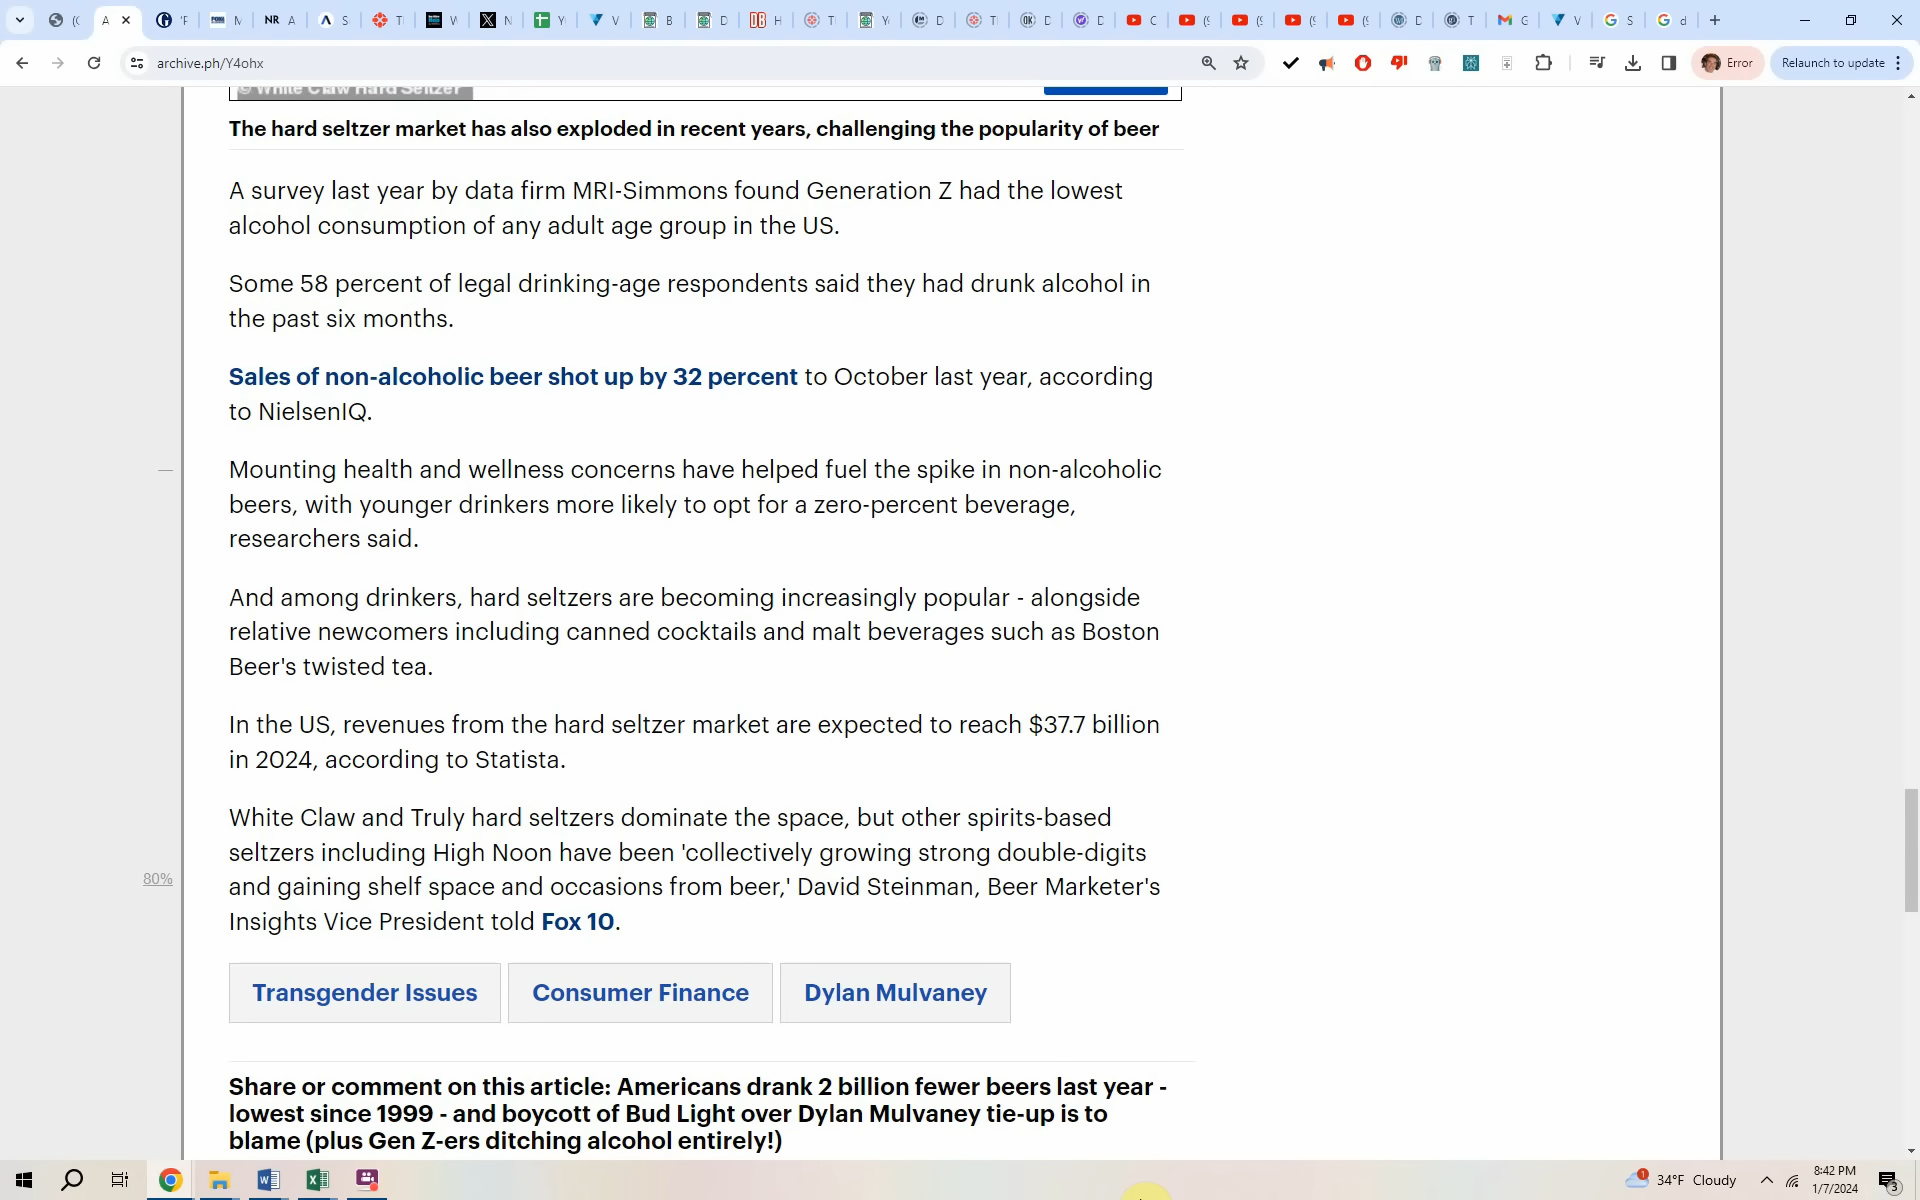 archive.ph/Y4ohx
Error
Relaunch to update
© White Claw Hard Seltzer
The hard seltzer market has also exploded in recent years, challenging the popularity of beer
A survey last year by data firm MRI-Simmons found Generation Z had the lowest
alcohol consumption of any adult age group in the US.
Some 58 percent of legal drinking-age respondents said they had drunk alcohol in
the past six months.
Sales of non-alcoholic beer shot up by 32 percent to October last year, according
to NielsenIQ.
Mounting health and wellness concerns have helped fuel the spike in non-alcoholic
beers, with younger drinkers more likely to opt for a zero-percent beverage,
researchers said.
And among drinkers, hard seltzers are becoming increasingly popular - alongside
relative newcomers including canned cocktails and malt beverages such as Boston
Beer's twisted tea.
In the US, revenues from the hard seltzer market are expected to reach $37.7 billion
in 2024, according to Statista.
White Claw and Truly hard seltzers dominate the space, but other spirits-based
seltzers including High Noon have been 'collectively growing strong double-digits
80%
and gaining shelf space and occasions from beer,' David Steinman, Beer Marketer's
Insights Vice President told Fox 10.
Transgender Issues Consumer Finance Dylan Mulvaney
Share or comment on this article: Americans drank 2 billion fewer beers last year -
lowest since 1999 - and boycott of Bud Light over Dylan Mulvaney tie-up is to
blame (plus Gen Z-ers ditching alcohol entirely!)
34°F Cloudy
8:42 PM
1/7/2024
3